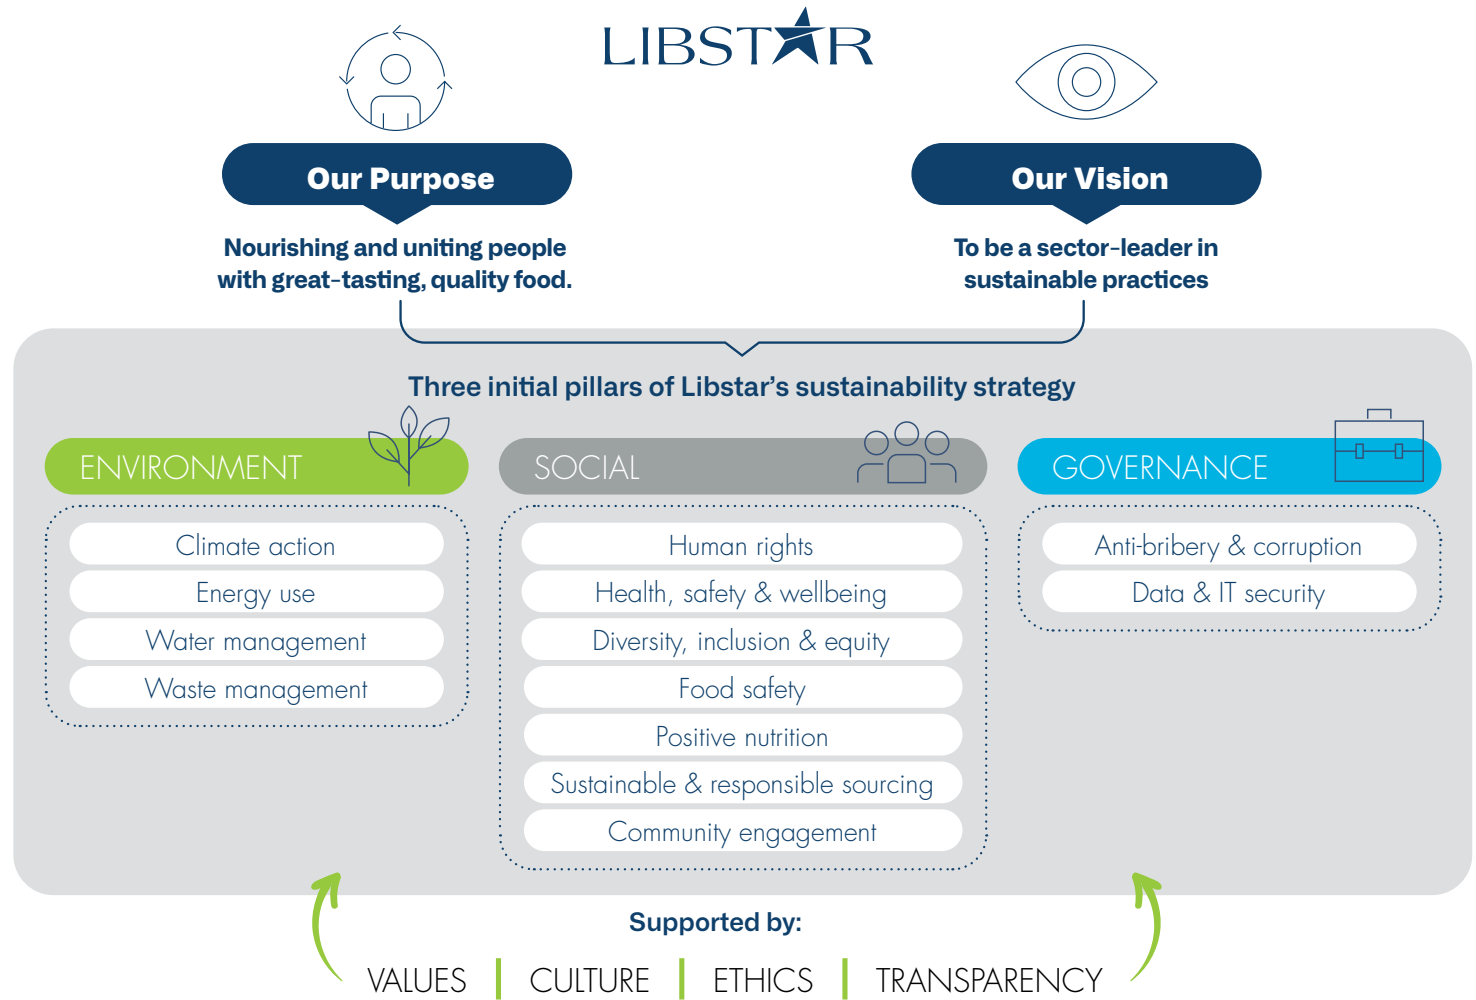 LIBSTAR
Our Purpose
Nourishing and uniting people
with great-tasting, quality food.
Our Vision
To be a sector-leader in
sustainable practices
Three initial pillars of Libstar’s sustainability strategy
ENVIRONMENT
Climate action
Energy use
Water management
Waste management
SOCIAL
Human rights
Health, safety & wellbeing
Diversity, inclusion & equity
Food safety
Positive nutrition
Sustainable & responsible sourcing
Community engagement
GOVERNANCE
Anti-bribery & corruption
Data & IT security
Supported by:
VALUES | CULTURE | ETHICS | TRANSPARENCY